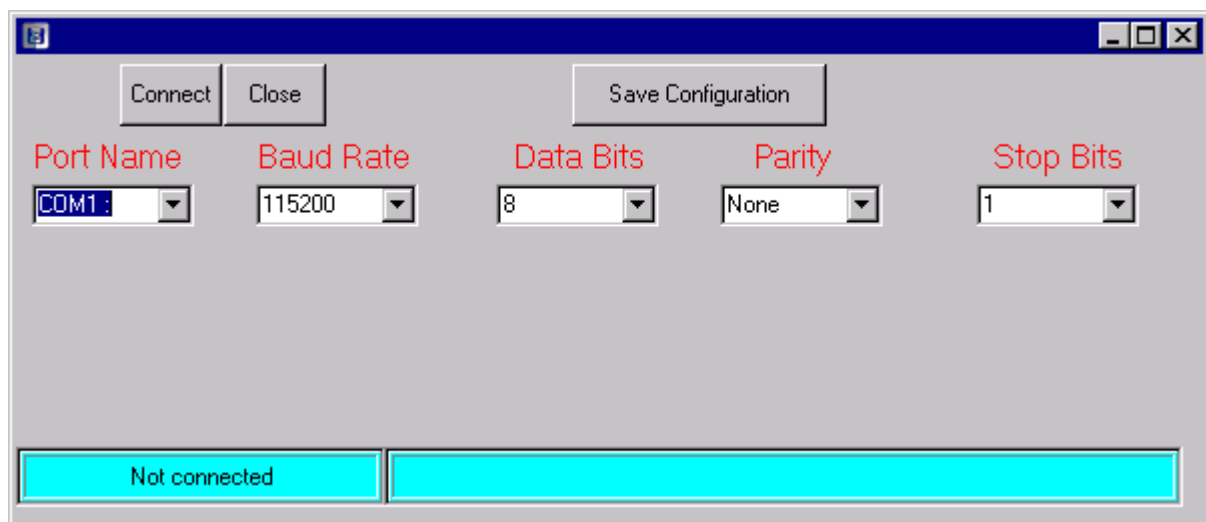 Connect Close Save Configuration
Port Name Baud Rate Data Bits Parity Stop Bits
COM1 : 115200 8 None 1
Not connected